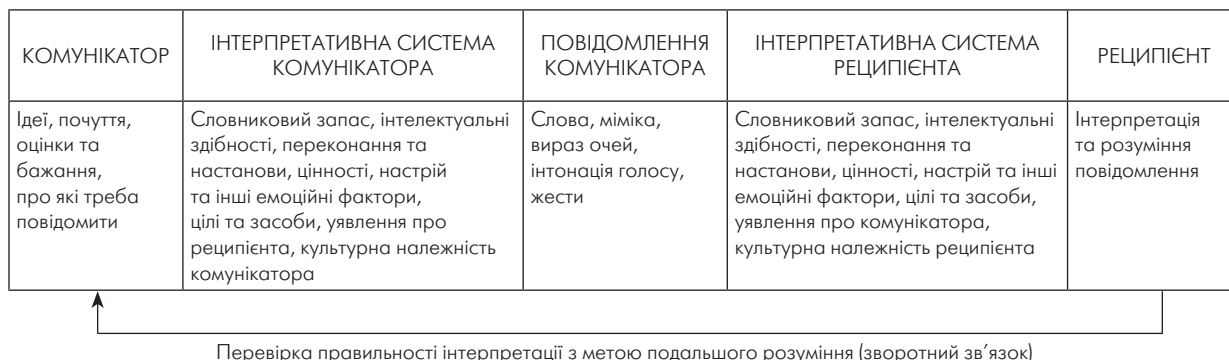 КОМУНІКАТОР
ІНТЕРПРЕТАТИВНА СИСТЕМА
КОМУНІКАТОРА
ПОВІДОМЛЕННЯ
КОМУНІКАТОРА
ІНТЕРПРЕТАТИВНА СИСТЕМА
РЕЦИПІЄНТА
РЕЦИПІЄНТ
Ідеї, почуття,
оцінки та
бажання,
про які треба
повідомити
Словниковий запас, інтелектуальні
здібності, переконання та
настанови, цінності, настрій
та інші емоційні фактори,
цілі та засоби, уявлення про
реципієнта, культурна належність
комунікатора
Слова, міміка,
вираз очей,
інтонація голосу,
жести
Словниковий запас, інтелектуальні
здібності, переконання та
настанови, цінності, настрій та інші
емоційні фактори, цілі та засоби,
уявлення про комунікатора,
культурна належність реципієнта
Інтерпретація
та розуміння
повідомлення
Перевірка правильності інтерпретації з метою подальшого розуміння (зворотний зв’язок)